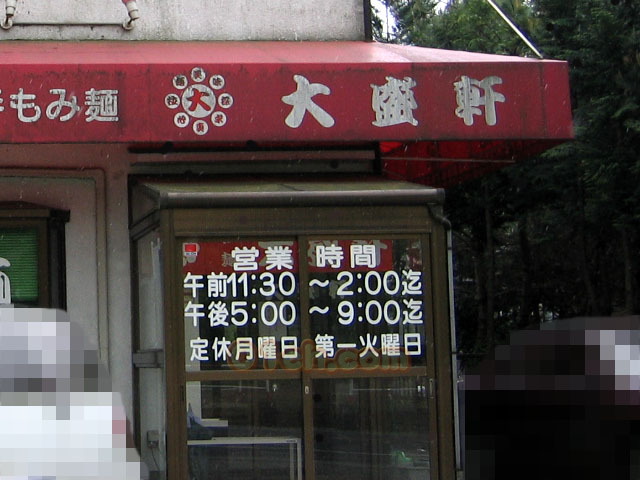 もみ麺 大 大盛軒
営業 時間
午前11:30 ～ 2:00迄
午後5:00 ～ 9:00迄
定休月曜日 第一火曜日